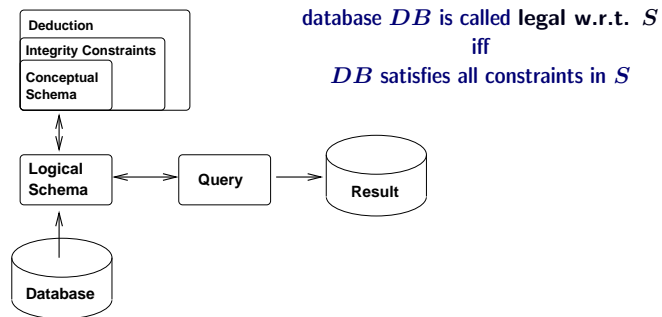 database DB is called legal w.r.t. S
iff
DB satisfies all constraints in S
Deduction
Integrity Constraints
Conceptual
Schema
Logical
Schema
Query
Result
Database